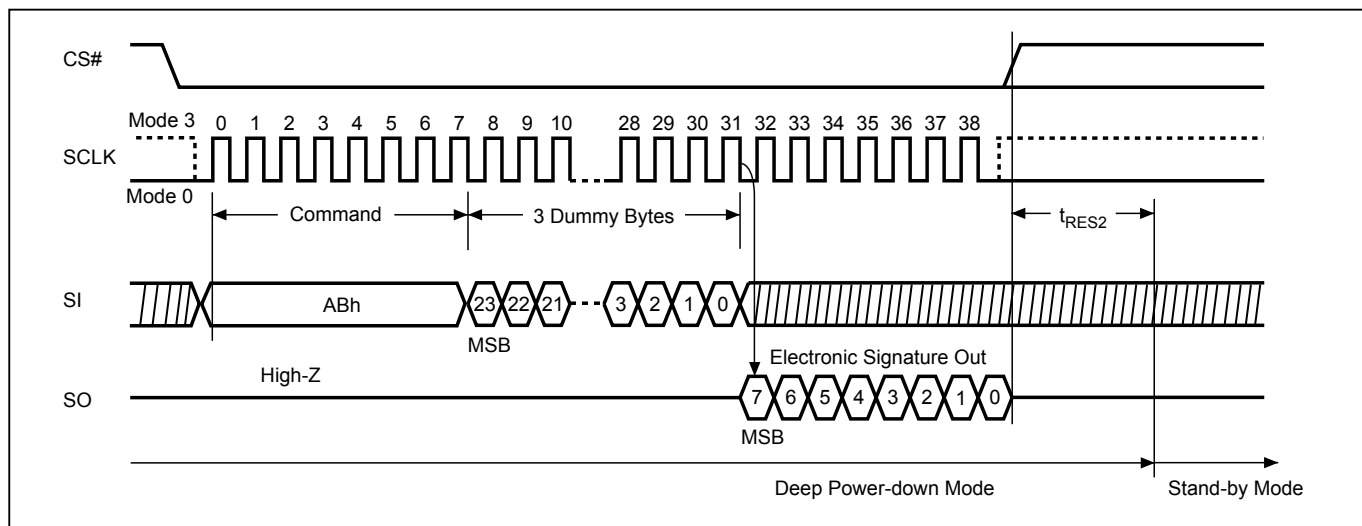 CS#
Mode 3
0 1 2 3 4 5 6 7 8 9 10 28 29 30 31 32 33 34 35 36 37 38
SCLK
Mode 0
Command
3 Dummy Bytes
tRES2
SI
ABh
23 22 21 3 2 1 0
MSB
Electronic Signature Out
High-Z
SO
7 6 5 4 3 2 1 0
MSB
Deep Power-down Mode
Stand-by Mode